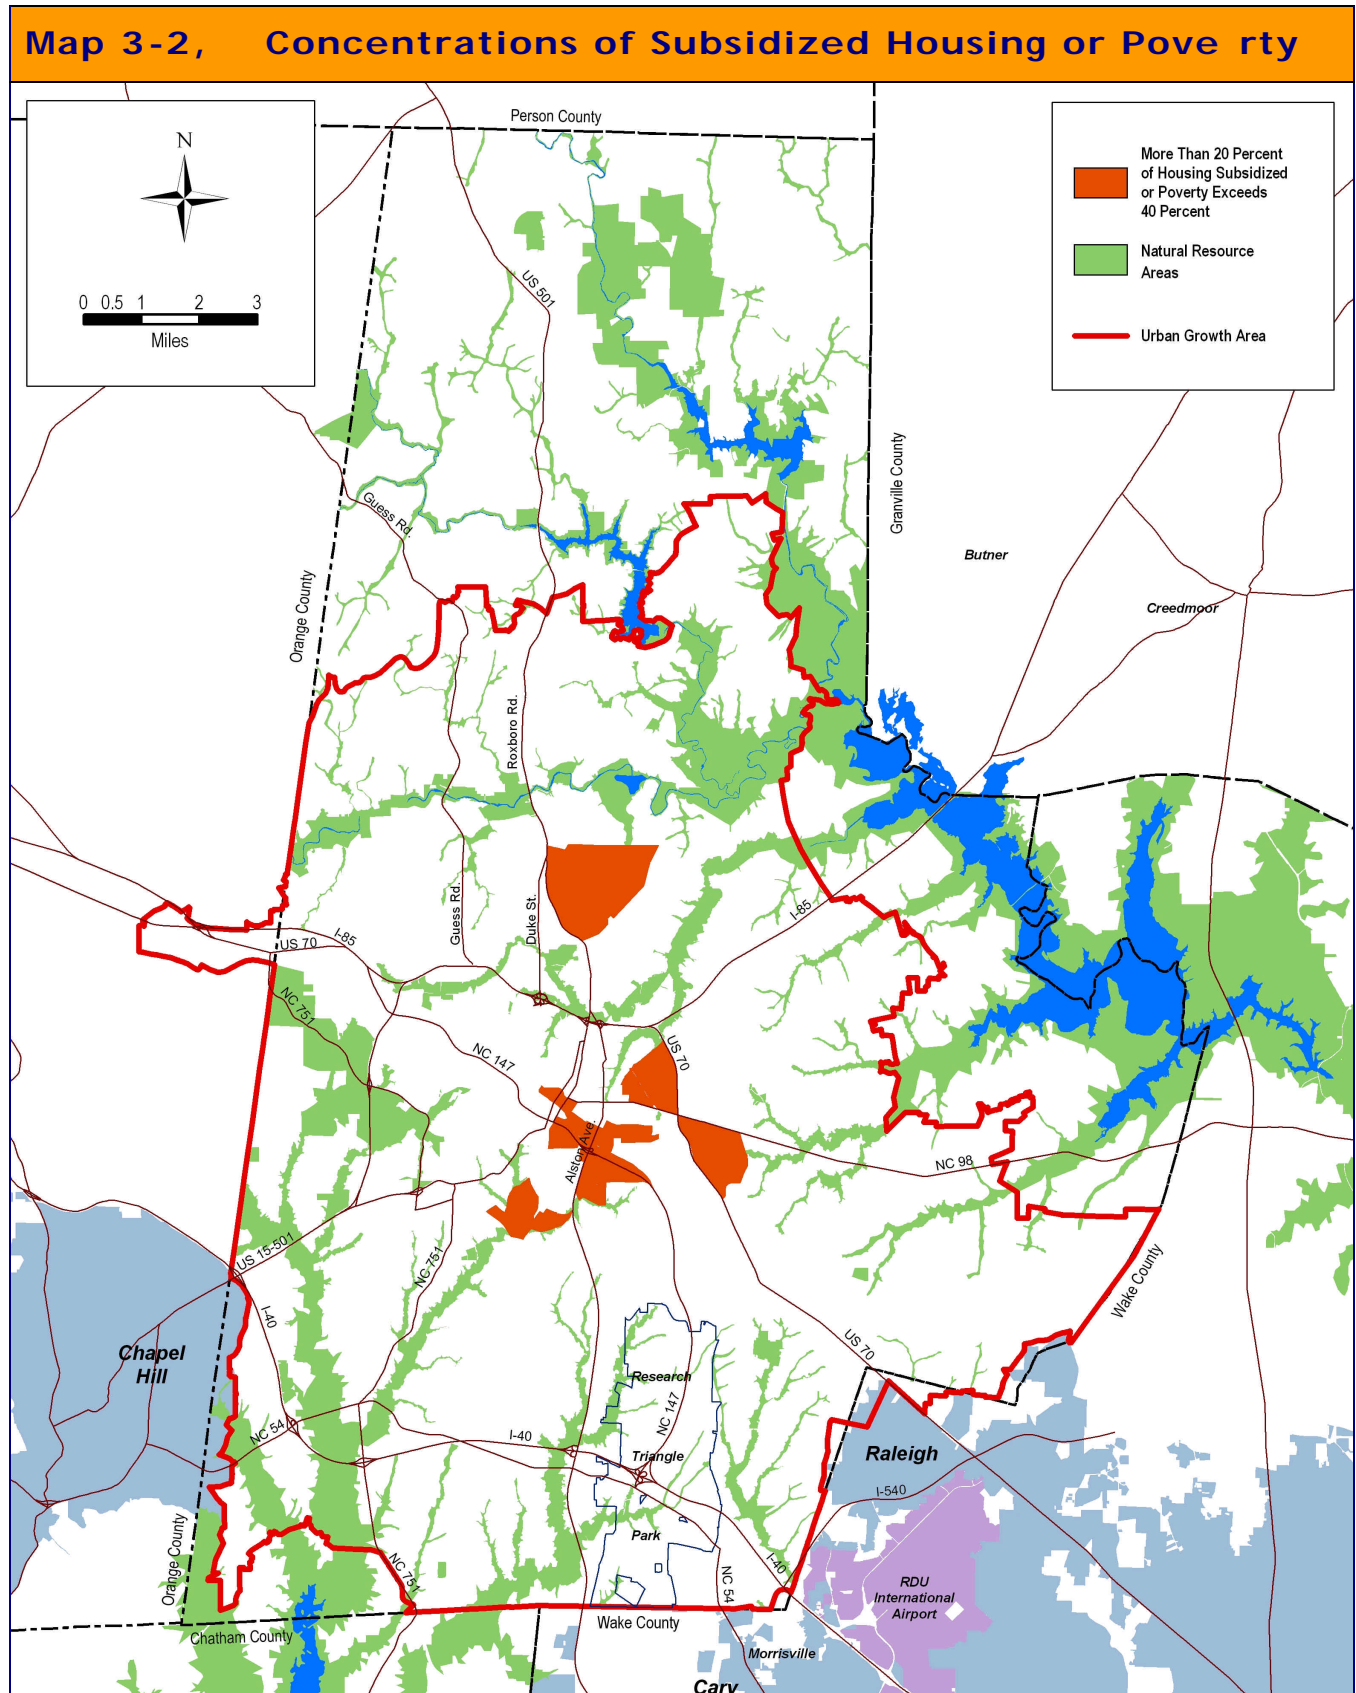 Map 3-2, Concentrations of Subsidized Housing or Pove rty
N
0 0.5 1 2 3
Miles
More Than 20 Percent
of Housing Subsidized
or Poverty Exceeds
40 Percent
Natural Resource
Areas
Urban Growth Area
Person County
US 501
Granville County
Guess Rd.
Butner
Creedmoor
Orange County
Roxboro Rd.
Guess Rd.
Duke St.
I-85
I-85
US 70
NC 751
NC 147
US 70
Alston Ave.
NC 98
US 15-501
NC 751
Wake County
I-40
Chapel
Hill
US 70
Research
NC 147
NC 54
I-40
Triangle
Raleigh
I-540
Park
Orange County
NC 751
NC 54
I-40
RDU
International
Airport
Wake County
Chatham County
Morrisville
Cary